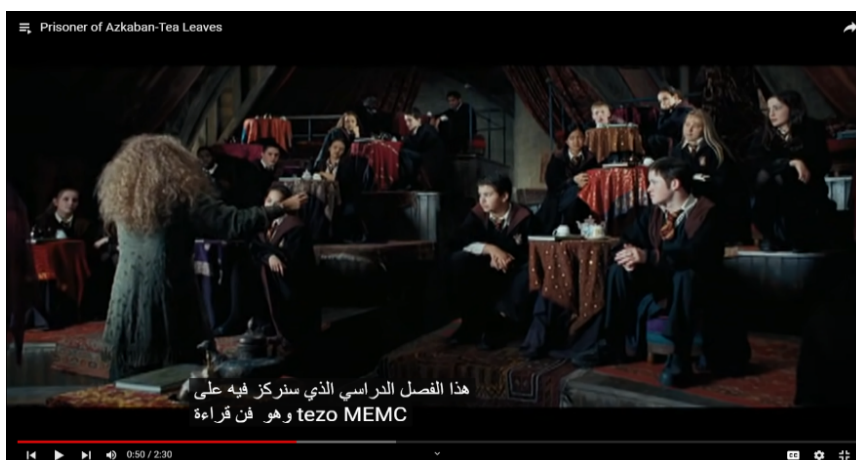 Prisoner of Azkaban-Tea Leaves
هذا الفصل الدراسي الذي سنركز فيه على
tezo MEMC وهو فن قراءة
0:50 / 2:30
CC